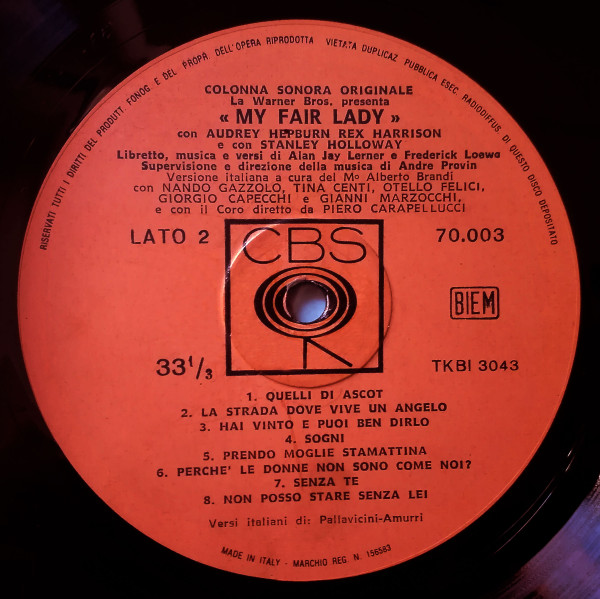 RISERVATI TUTTI I DIRITTI DEL PRODUTT. FONOG E DEL PROPR. DELL'OPERA RIPRODOTTA VIETATA DUPLICAZ PUBBLICA ESEC. RADIODIFFUS. DI QUESTO DISCO DEPOSITATO
COLONNA SONORA ORIGINALE
La Warner Bros. presenta
« MY FAIR LADY »
con AUDREY HEPBURN REX HARRISON
e con STANLEY HOLLOWAY
Libretto, musica e versi di Alan Jay Lerner e Frederick Loewe
Supervisione e direzione della musica di Andre Provin
Versione italiana a cura del Mº Alberto Brandi
con NANDO GAZZOLO, TINA CENTI, OTELLO FELICI,
GIORGIO CAPECCHI e GIANNI MARZOCCHI,
e con il Coro diretto da PIERO CARAPELLUCCI
LATO 2 CBS 70.003
BIEM
33 1/3 TKBI 3043
1. QUELLI DI ASCOT
2. LA STRADA DOVE VIVE UN ANGELO
3. HAI VINTO E PUOI BEN DIRLO
4. SOGNI
5. PRENDO MOGLIE STAMATTINA
6. PERCHE' LE DONNE NON SONO COME NOI?
7. SENZA TE
8. NON POSSO STARE SENZA LEI
Versi italiani di: Pallavicini-Amurri
MADE IN ITALY - MARCHIO REG. N. 156583